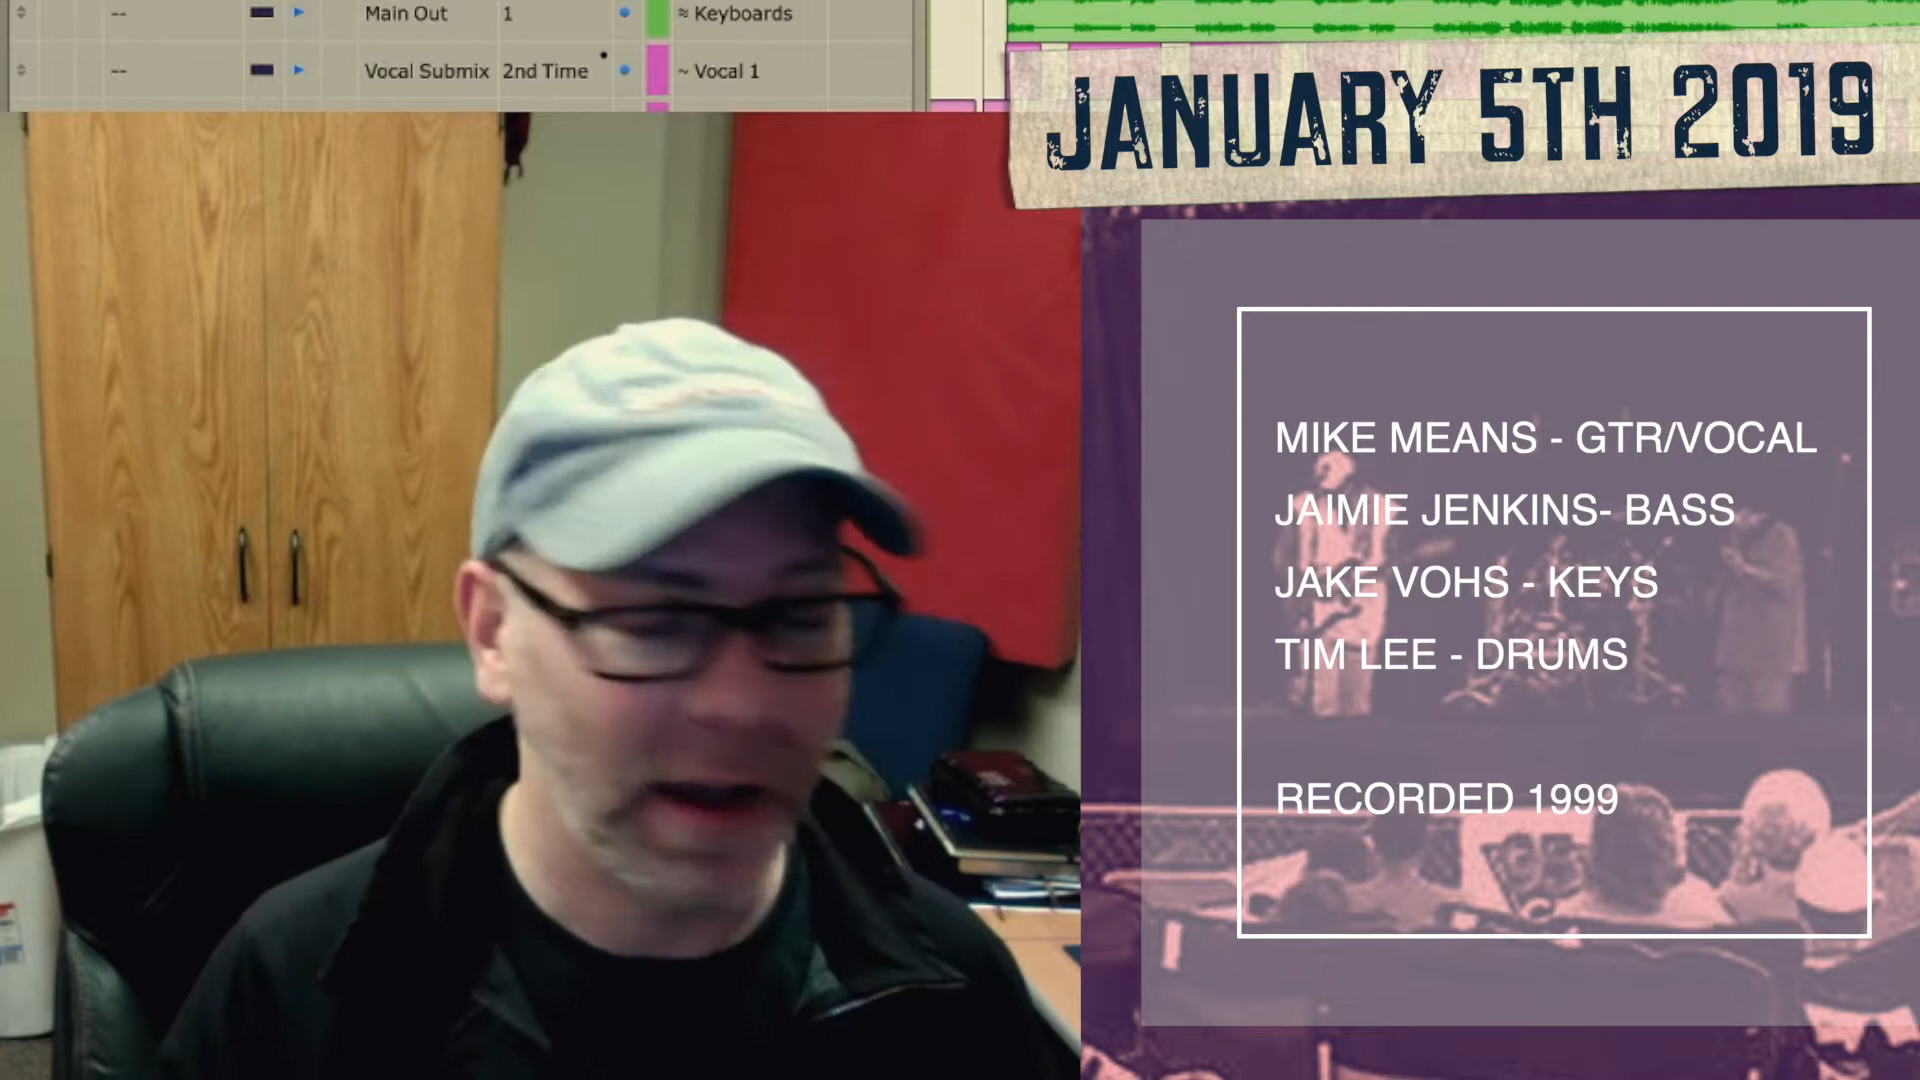 -- Main Out 1 ≈ Keyboards
-- Vocal Submix 2nd Time ~ Vocal 1
JANUARY 5TH 2019
MIKE MEANS - GTR/VOCAL
JAIMIE JENKINS- BASS
JAKE VOHS - KEYS
TIM LEE - DRUMS
RECORDED 1999